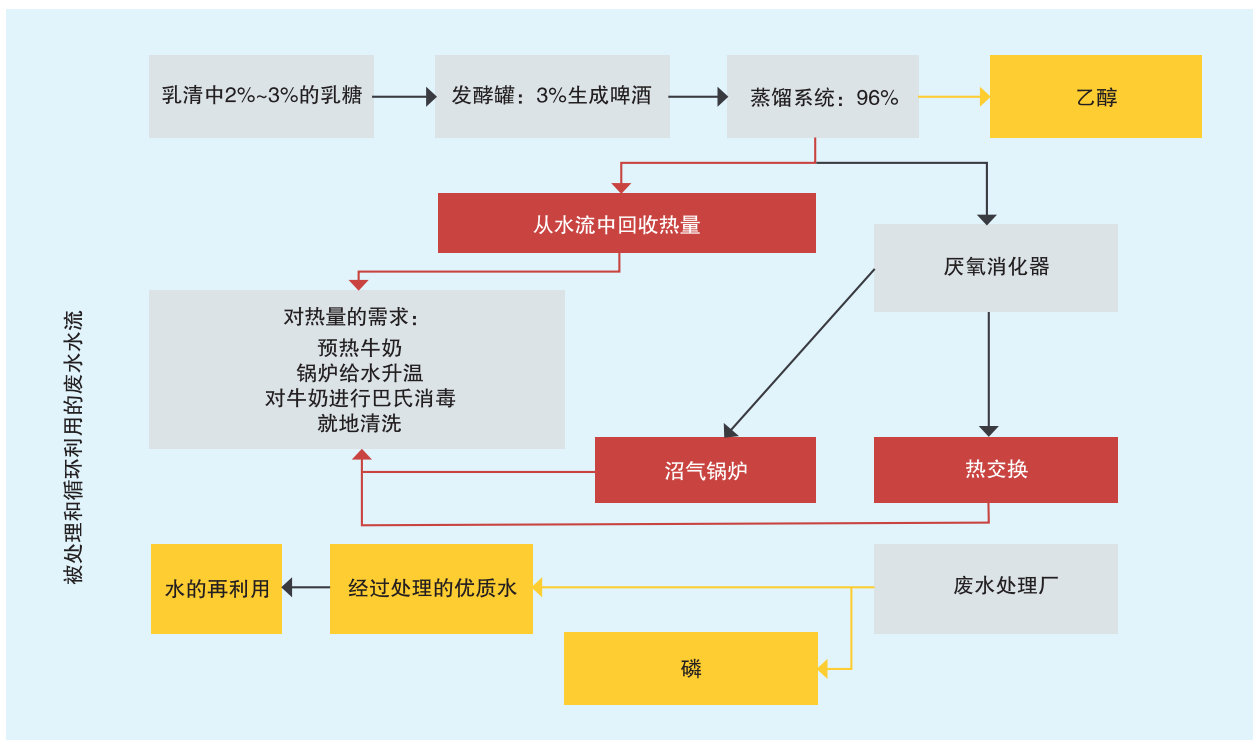 乳清中2%~3%的乳糖
发酵罐：3%生成啤酒
蒸馏系统：96%
乙醇
从水流中回收热量
厌氧消化器
对热量的需求：
预热牛奶
锅炉给水升温
对牛奶进行巴氏消毒
就地清洗
沼气锅炉
热交换
被处理和循环利用的废水水流
水的再利用
经过处理的优质水
废水处理厂
磷